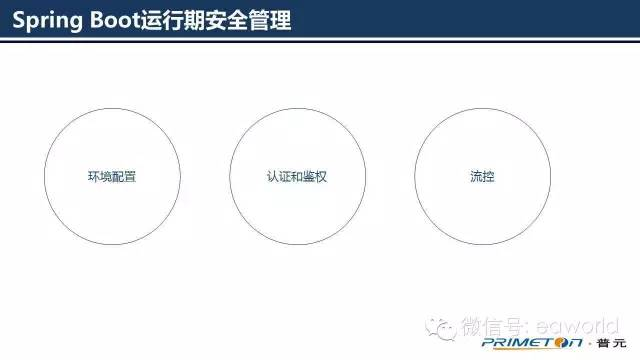 Spring Boot运行期安全管理
环境配置
认证和鉴权
流控
微信号: eaworld
PRIMETON·普元